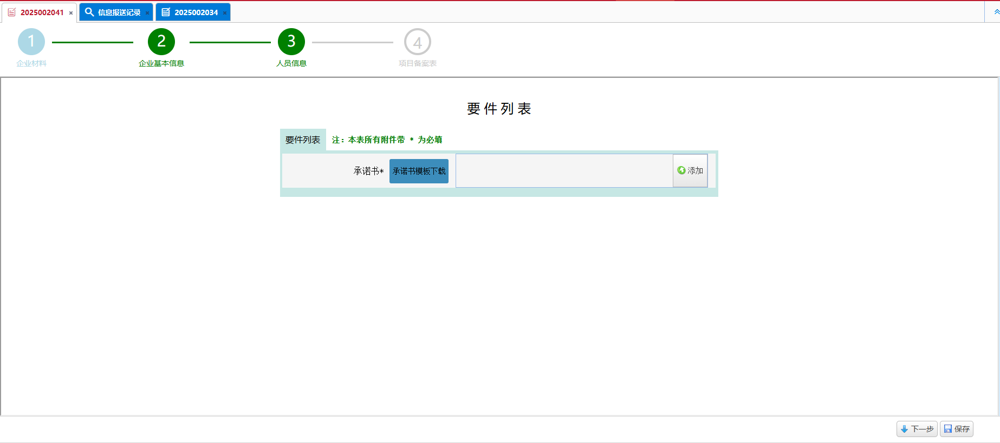 2025002041 信息报送记录 2025002034
1 2 3 4
企业材料 企业基本信息 人员信息 项目备案表
要件列表
要件列表 注：本表所有附件带 * 为必填
承诺书* 承诺书模板下载 添加
下一步 保存